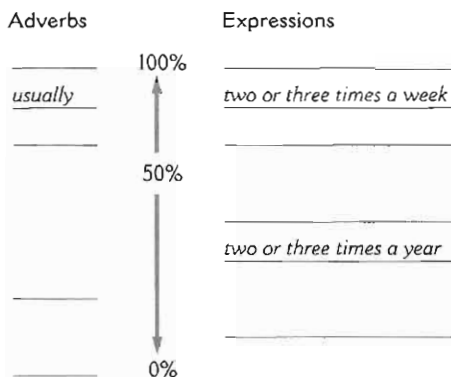 Adverbs Expressions
100%
usually two or three times a week
50%
two or three times a year
0%